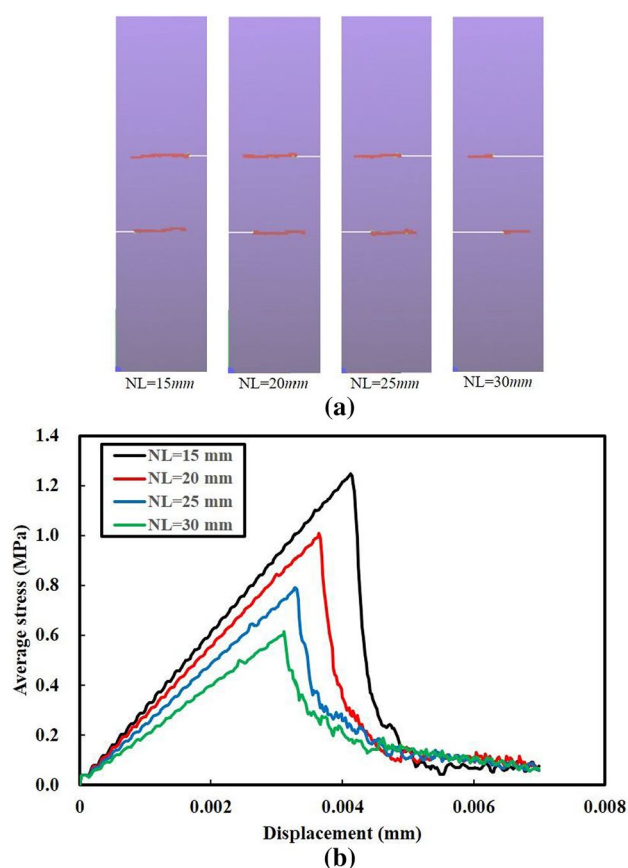 NL=15mm NL=20mm NL=25mm NL=30mm
(a)
1.4
1.2
1.0
0.8
0.6
0.4
0.2
0.0
Average stress (MPa)
NL=15 mm
NL=20 mm
NL=25 mm
NL=30 mm
0 0.002 0.004 0.006 0.008
Displacement (mm)
(b)